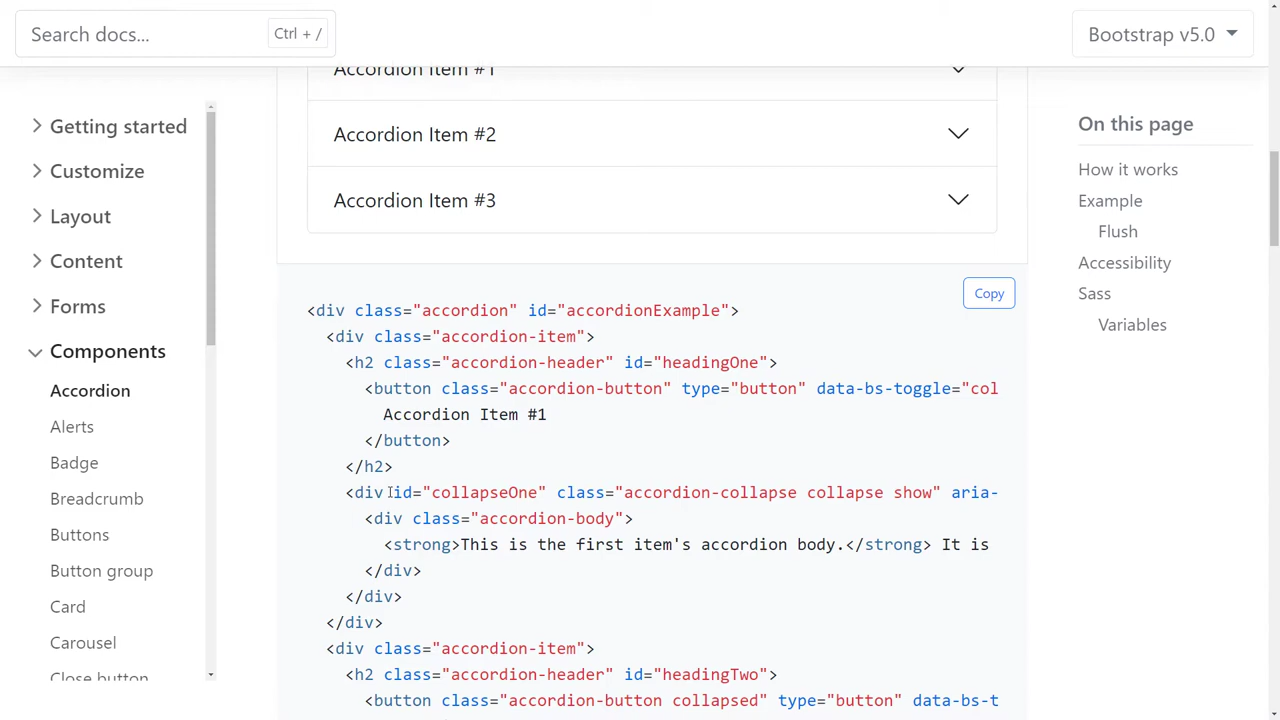 Search docs...
Ctrl + /
Bootstrap v5.0
Getting started
Customize
Layout
Content
Forms
Components
Accordion
Alerts
Badge
Breadcrumb
Buttons
Button group
Card
Carousel
Close button
Accordion Item #1
Accordion Item #2
Accordion Item #3
Copy
<div class="accordion" id="accordionExample">
<div class="accordion-item">
<h2 class="accordion-header" id="headingOne">
<button class="accordion-button" type="button" data-bs-toggle="col
Accordion Item #1
</button>
</h2>
<div id="collapseOne" class="accordion-collapse collapse show" aria-
<div class="accordion-body">
<strong>This is the first item's accordion body.</strong> It is
</div>
</div>
</div>
<div class="accordion-item">
<h2 class="accordion-header" id="headingTwo">
<button class="accordion-button collapsed" type="button" data-bs-t
On this page
How it works
Example
Flush
Accessibility
Sass
Variables